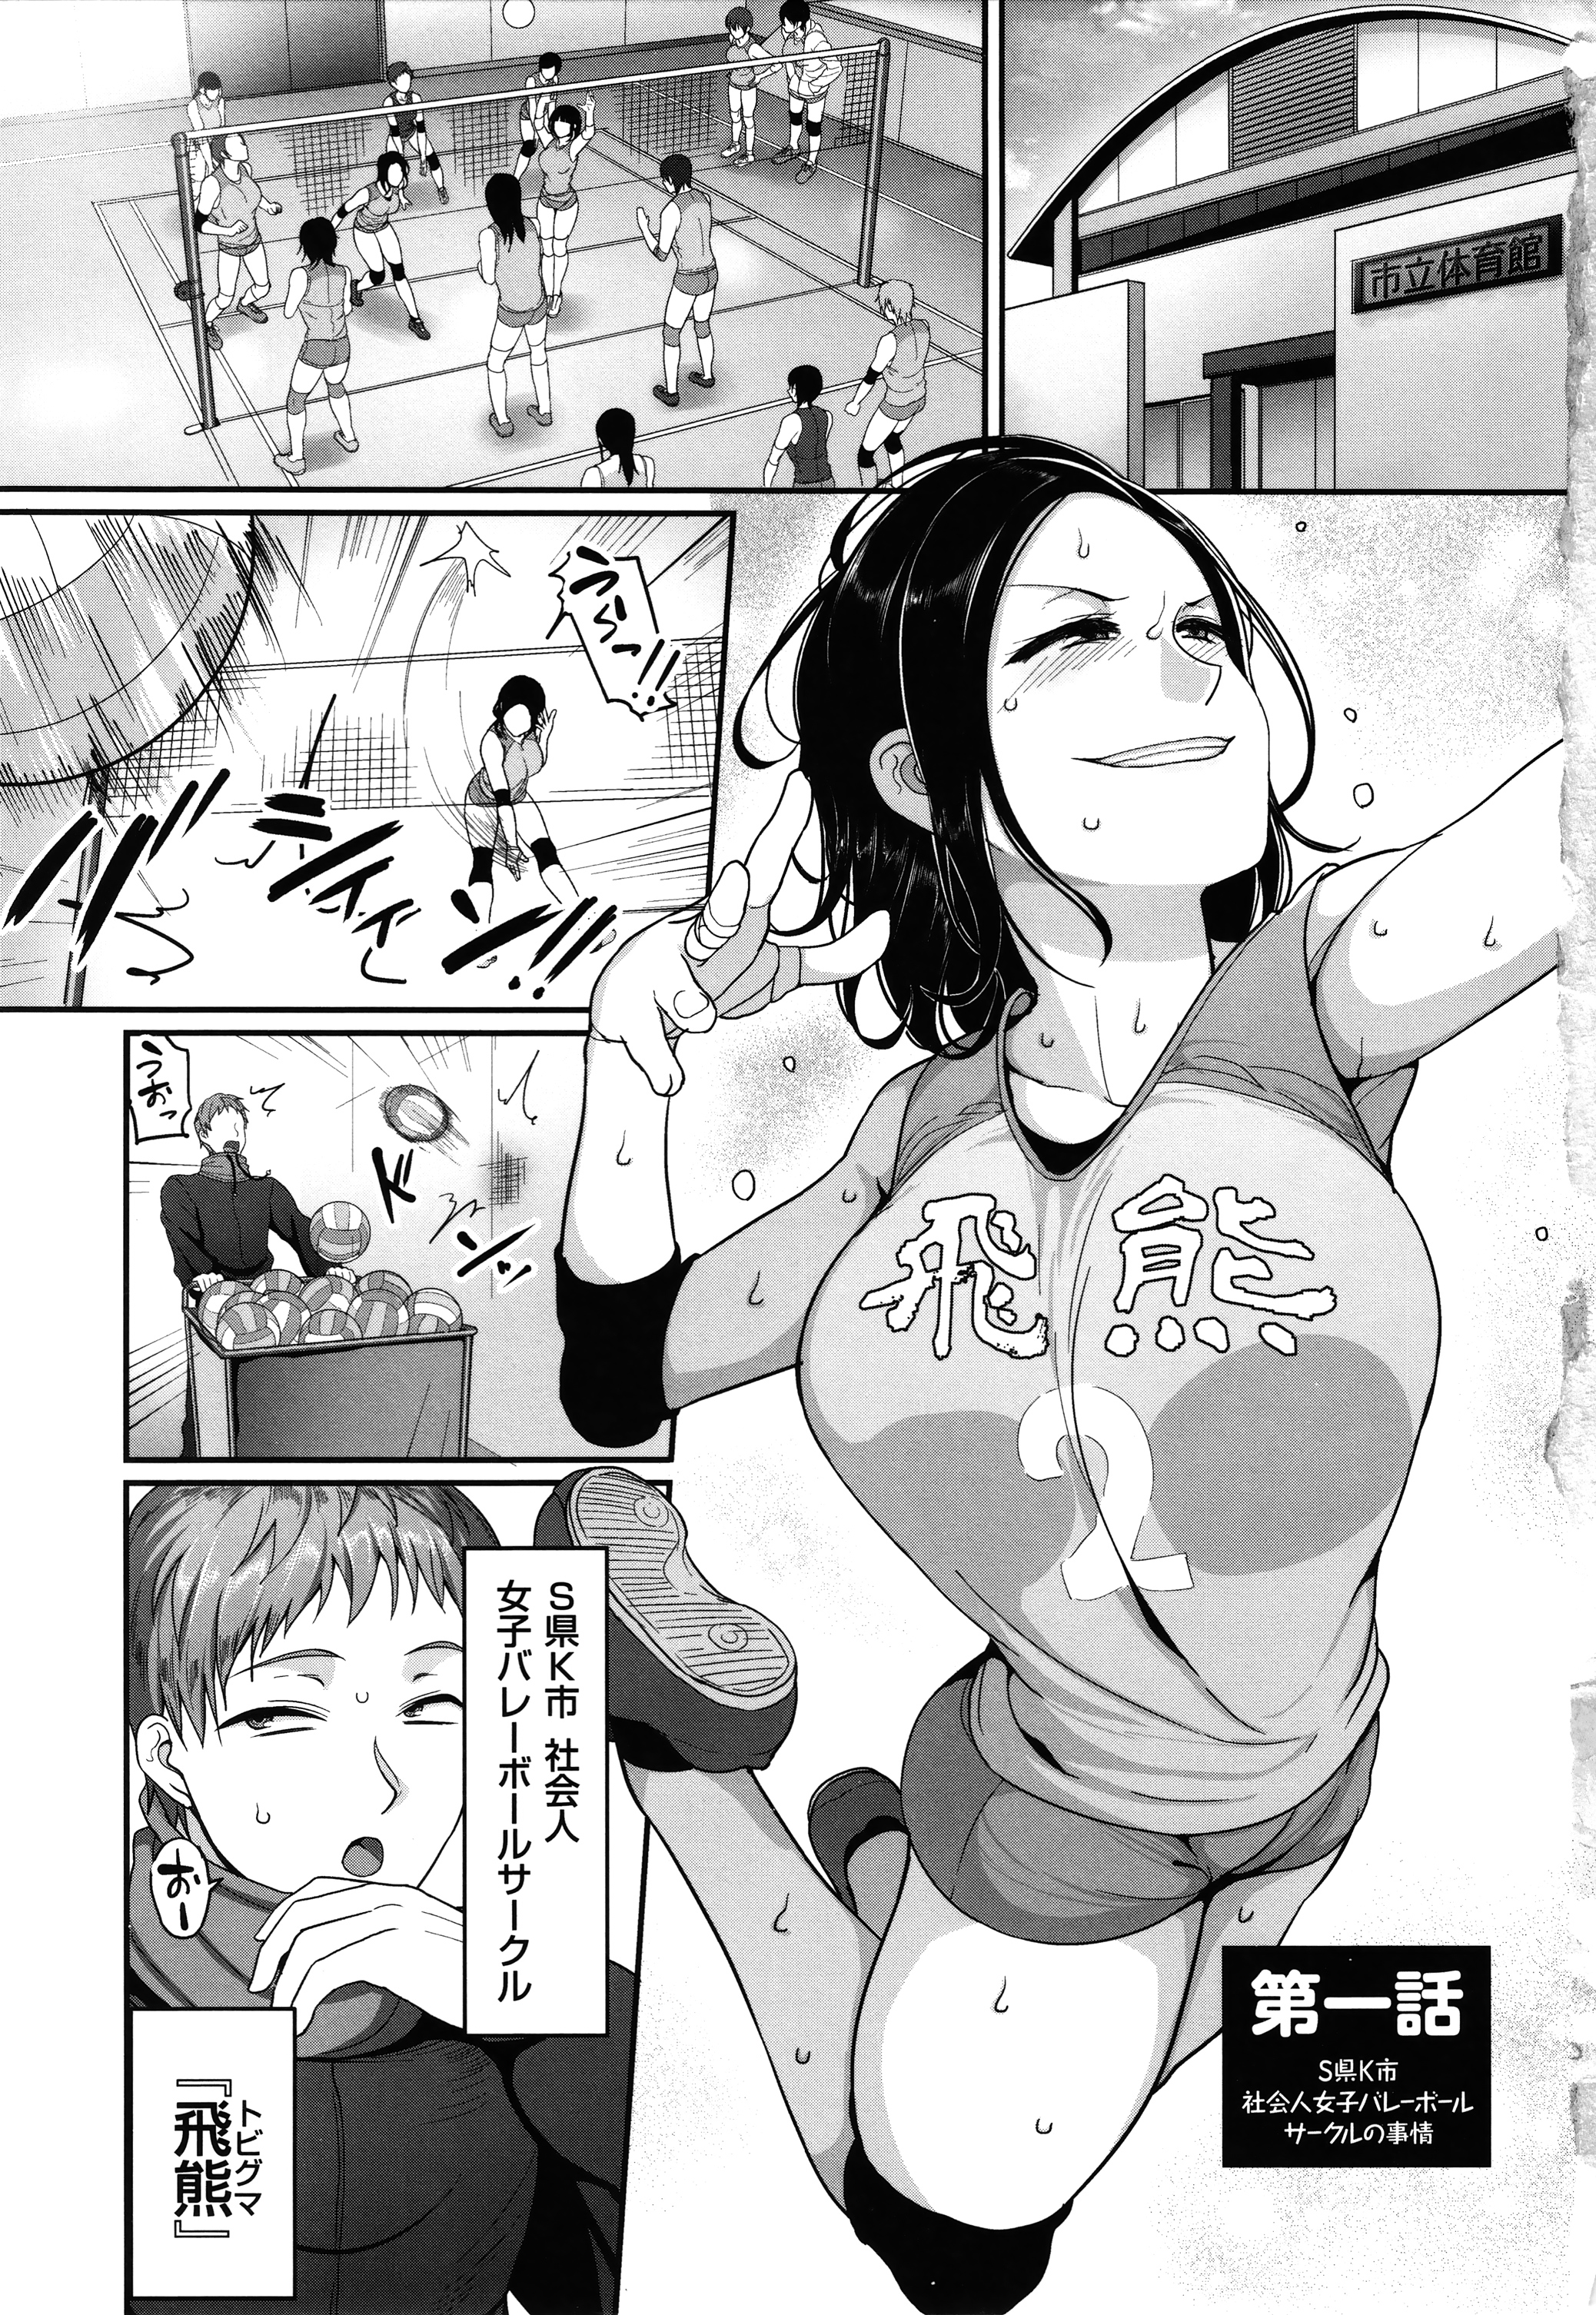 市立体育館
うらっ!!
バチィイン!!
飛熊
2
うおっ
ドンッ
S県K市 社会人
女子バレーボールサークル
おー
『飛熊』
トビグマ
第一話
S県K市
社会人女子バレーボール
サークルの事情